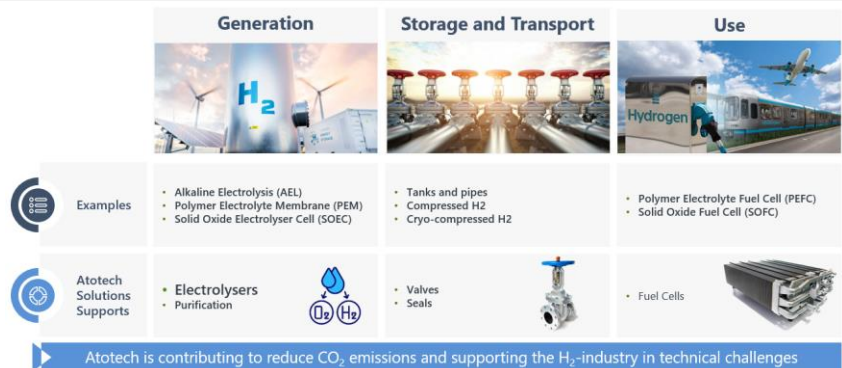 Generation
Storage and Transport
Use
H2
Hydrogen
Examples
• Alkaline Electrolysis (AEL)
• Polymer Electrolyte Membrane (PEM)
• Solid Oxide Electrolyser Cell (SOEC)
• Tanks and pipes
• Compressed H2
• Cryo-compressed H2
• Polymer Electrolyte Fuel Cell (PEFC)
• Solid Oxide Fuel Cell (SOFC)
Atotech
Solutions
Supports
• Electrolysers
• Purification
O₂ H₂
• Valves
• Seals
• Fuel Cells
Atotech is contributing to reduce CO₂ emissions and supporting the H₂-industry in technical challenges